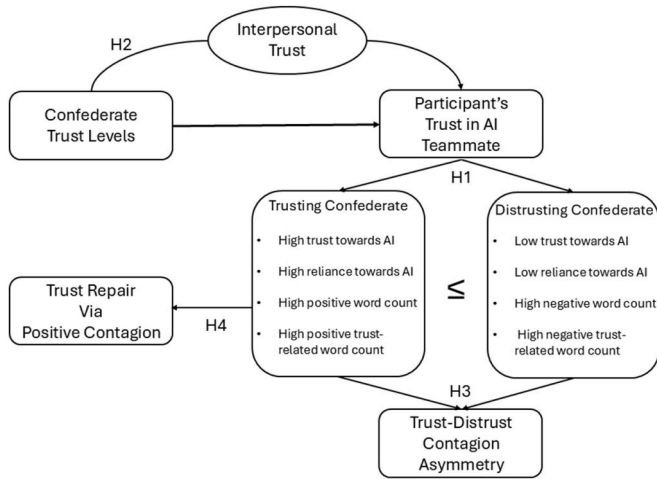 Interpersonal
Trust
H2
Confederate
Trust Levels
Participant's
Trust in AI
Teammate
H1
Trusting Confederate
• High trust towards AI
• High reliance towards AI
• High positive word count
• High positive trust-
related word count
≤
Distrusting Confederate
• Low trust towards AI
• Low reliance towards AI
• High negative word count
• High negative trust-
related word count
Trust Repair
Via
Positive Contagion
H4
H3
Trust-Distrust
Contagion
Asymmetry